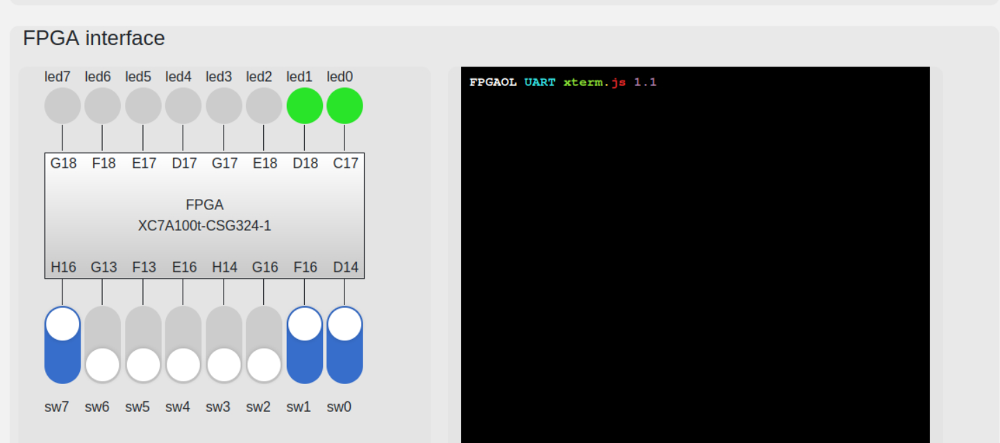 FPGA interface
led7 led6 led5 led4 led3 led2 led1 led0
FPGAOL UART xterm.js 1.1
G18 F18 E17 D17 G17 E18 D18 C17
FPGA
XC7A100t-CSG324-1
H16 G13 F13 E16 H14 G16 F16 D14
sw7 sw6 sw5 sw4 sw3 sw2 sw1 sw0